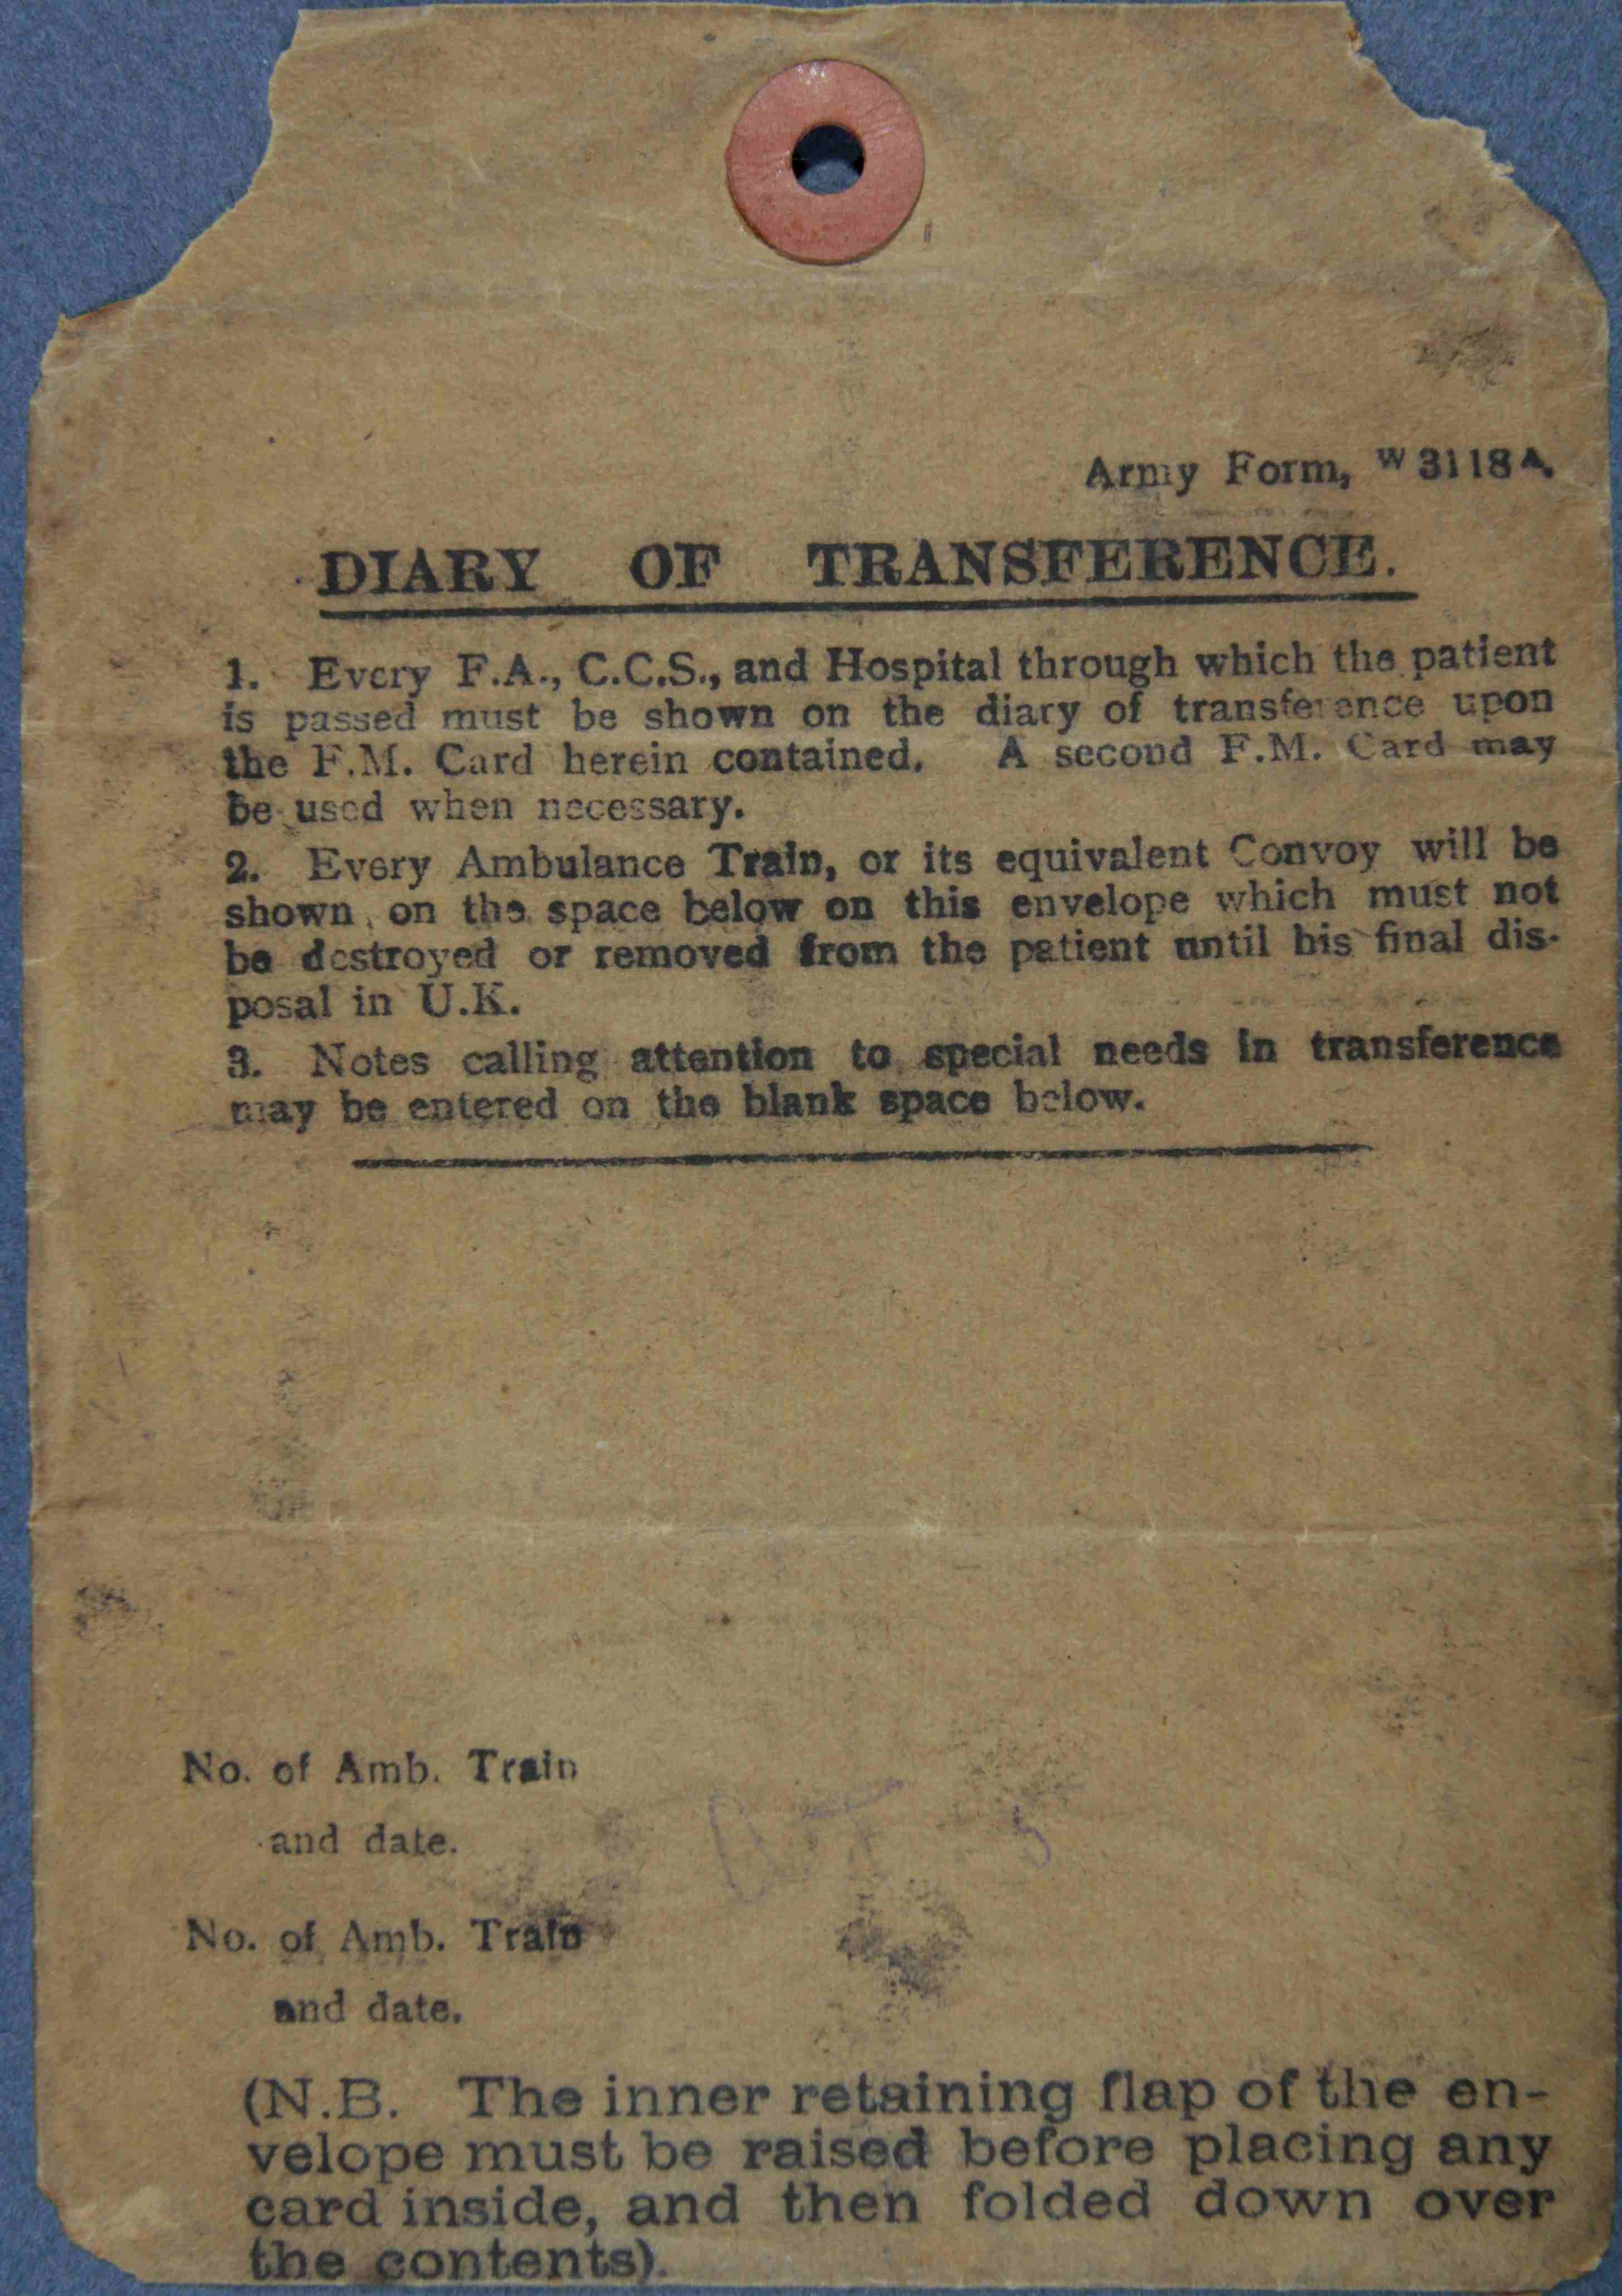 Army Form, W 3118 A.
DIARY OF TRANSFERENCE.
1. Every F.A., C.C.S., and Hospital through which the patient
is passed must be shown on the diary of transference upon
the F.M. Card herein contained. A second F.M. Card may
be used when necessary.
2. Every Ambulance Train, or its equivalent Convoy will be
shown on the space below on this envelope which must not
be destroyed or removed from the patient until his final dis-
posal in U.K.
3. Notes calling attention to special needs in transference
may be entered on the blank space below.
No. of Amb. Train
and date.
AT 5
No. of Amb. Train
and date.
(N.B. The inner retaining flap of the en-
velope must be raised before placing any
card inside, and then folded down over
the contents).